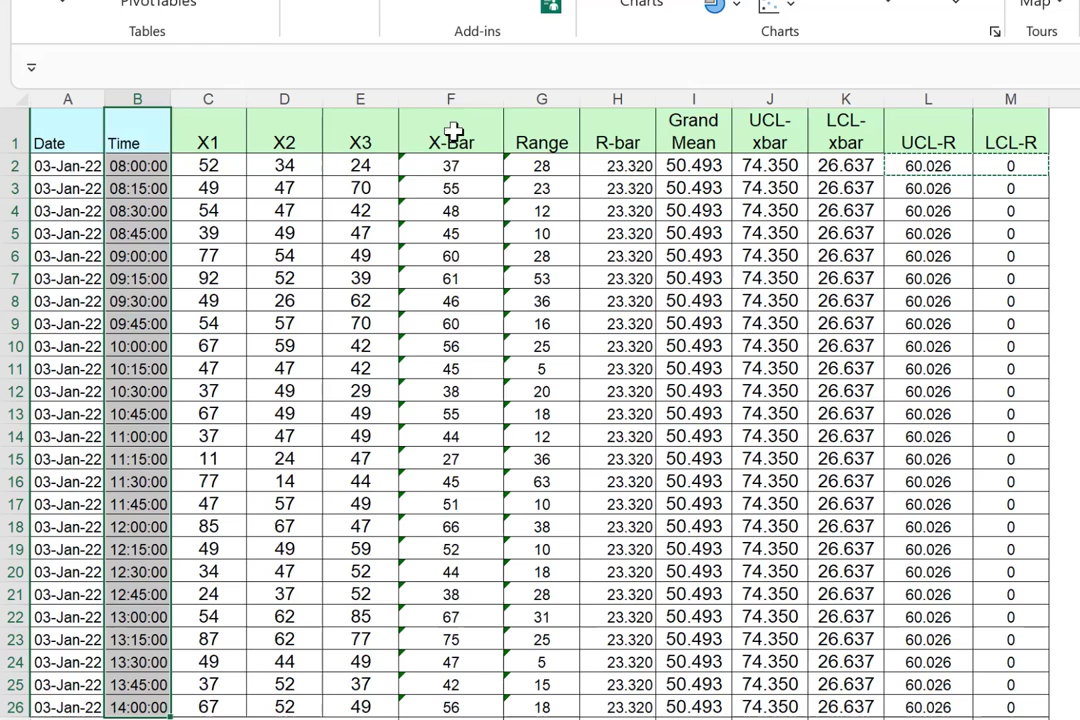 PivotTables Charts Map
Tables Add-ins Charts Tours
A B C D E F G H I J K L M
1 Date Time X1 X2 X3 X-Bar Range R-bar Grand Mean UCL-xbar LCL-xbar UCL-R LCL-R
2 03-Jan-22 08:00:00 52 34 24 37 28 23.320 50.493 74.350 26.637 60.026 0
3 03-Jan-22 08:15:00 49 47 70 55 23 23.320 50.493 74.350 26.637 60.026 0
4 03-Jan-22 08:30:00 54 47 42 48 12 23.320 50.493 74.350 26.637 60.026 0
5 03-Jan-22 08:45:00 39 49 47 45 10 23.320 50.493 74.350 26.637 60.026 0
6 03-Jan-22 09:00:00 77 54 49 60 28 23.320 50.493 74.350 26.637 60.026 0
7 03-Jan-22 09:15:00 92 52 39 61 53 23.320 50.493 74.350 26.637 60.026 0
8 03-Jan-22 09:30:00 49 26 62 46 36 23.320 50.493 74.350 26.637 60.026 0
9 03-Jan-22 09:45:00 54 57 70 60 16 23.320 50.493 74.350 26.637 60.026 0
10 03-Jan-22 10:00:00 67 59 42 56 25 23.320 50.493 74.350 26.637 60.026 0
11 03-Jan-22 10:15:00 47 47 42 45 5 23.320 50.493 74.350 26.637 60.026 0
12 03-Jan-22 10:30:00 37 49 29 38 20 23.320 50.493 74.350 26.637 60.026 0
13 03-Jan-22 10:45:00 67 49 49 55 18 23.320 50.493 74.350 26.637 60.026 0
14 03-Jan-22 11:00:00 37 47 49 44 12 23.320 50.493 74.350 26.637 60.026 0
15 03-Jan-22 11:15:00 11 24 47 27 36 23.320 50.493 74.350 26.637 60.026 0
16 03-Jan-22 11:30:00 77 14 44 45 63 23.320 50.493 74.350 26.637 60.026 0
17 03-Jan-22 11:45:00 47 57 49 51 10 23.320 50.493 74.350 26.637 60.026 0
18 03-Jan-22 12:00:00 85 67 47 66 38 23.320 50.493 74.350 26.637 60.026 0
19 03-Jan-22 12:15:00 49 49 59 52 10 23.320 50.493 74.350 26.637 60.026 0
20 03-Jan-22 12:30:00 34 47 52 44 18 23.320 50.493 74.350 26.637 60.026 0
21 03-Jan-22 12:45:00 24 37 52 38 28 23.320 50.493 74.350 26.637 60.026 0
22 03-Jan-22 13:00:00 54 62 85 67 31 23.320 50.493 74.350 26.637 60.026 0
23 03-Jan-22 13:15:00 87 62 77 75 25 23.320 50.493 74.350 26.637 60.026 0
24 03-Jan-22 13:30:00 49 44 49 47 5 23.320 50.493 74.350 26.637 60.026 0
25 03-Jan-22 13:45:00 37 52 37 42 15 23.320 50.493 74.350 26.637 60.026 0
26 03-Jan-22 14:00:00 67 52 49 56 18 23.320 50.493 74.350 26.637 60.026 0